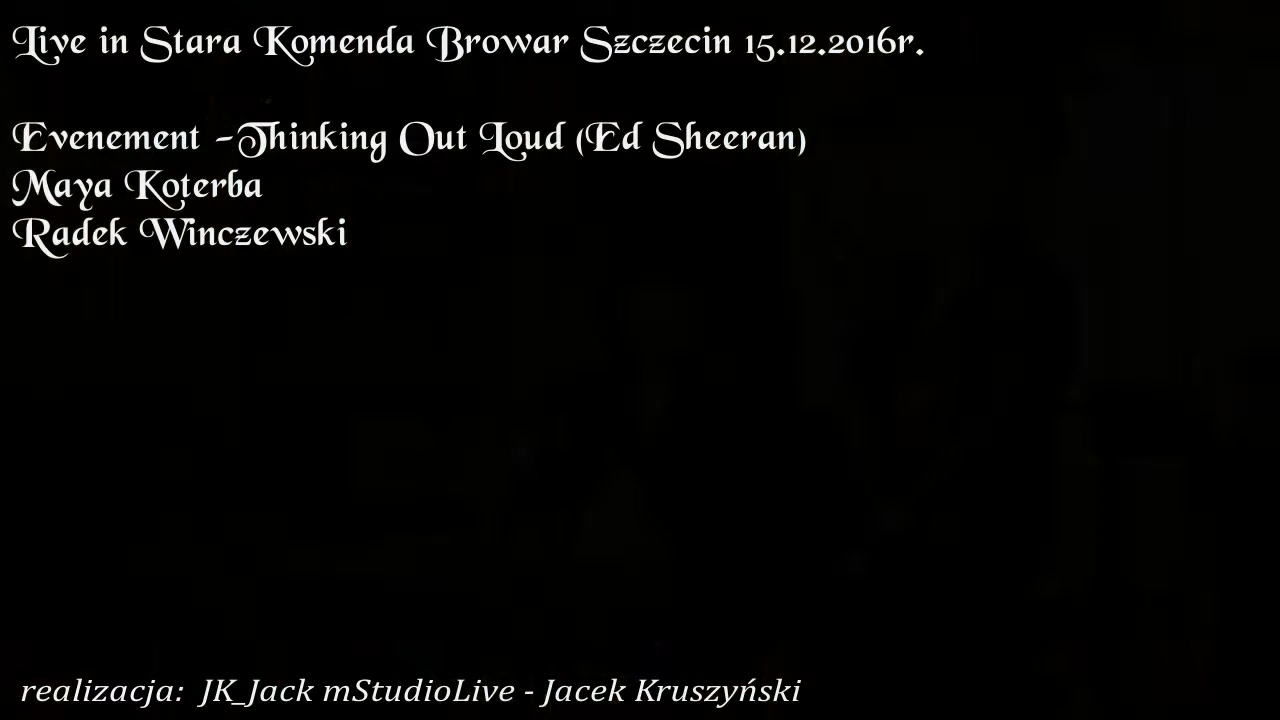 Live in Stara Komenda Browar Szczecin 15.12.2016r.
Evenement -Thinking Out Loud (Ed Sheeran)
Maya Koterba
Radek Winczewski
realizacja: JK_Jack mStudioLive - Jacek Kruszyński